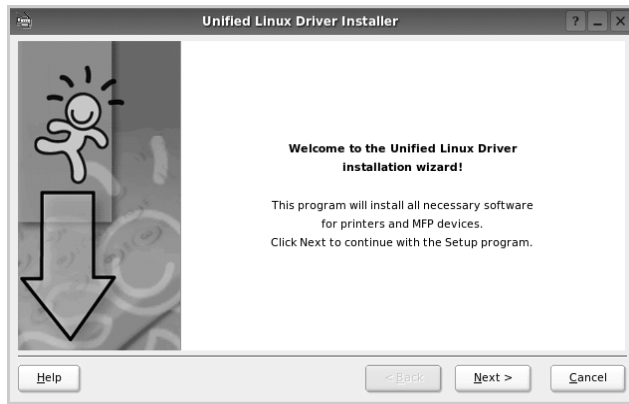 Unified Linux Driver Installer
Welcome to the Unified Linux Driver
installation wizard!
This program will install all necessary software
for printers and MFP devices.
Click Next to continue with the Setup program.
Help
< Back
Next >
Cancel